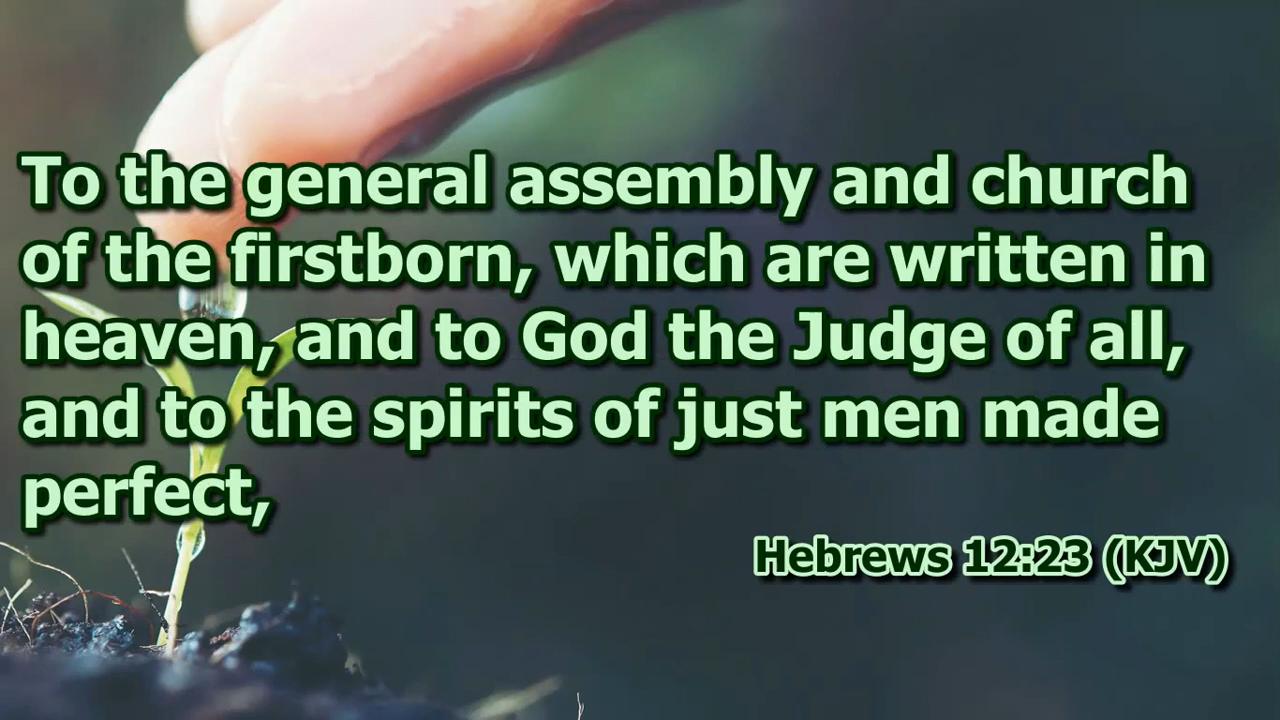 To the general assembly and church
of the firstborn, which are written in
heaven, and to God the Judge of all,
and to the spirits of just men made
perfect,
Hebrews 12:23 (KJV)